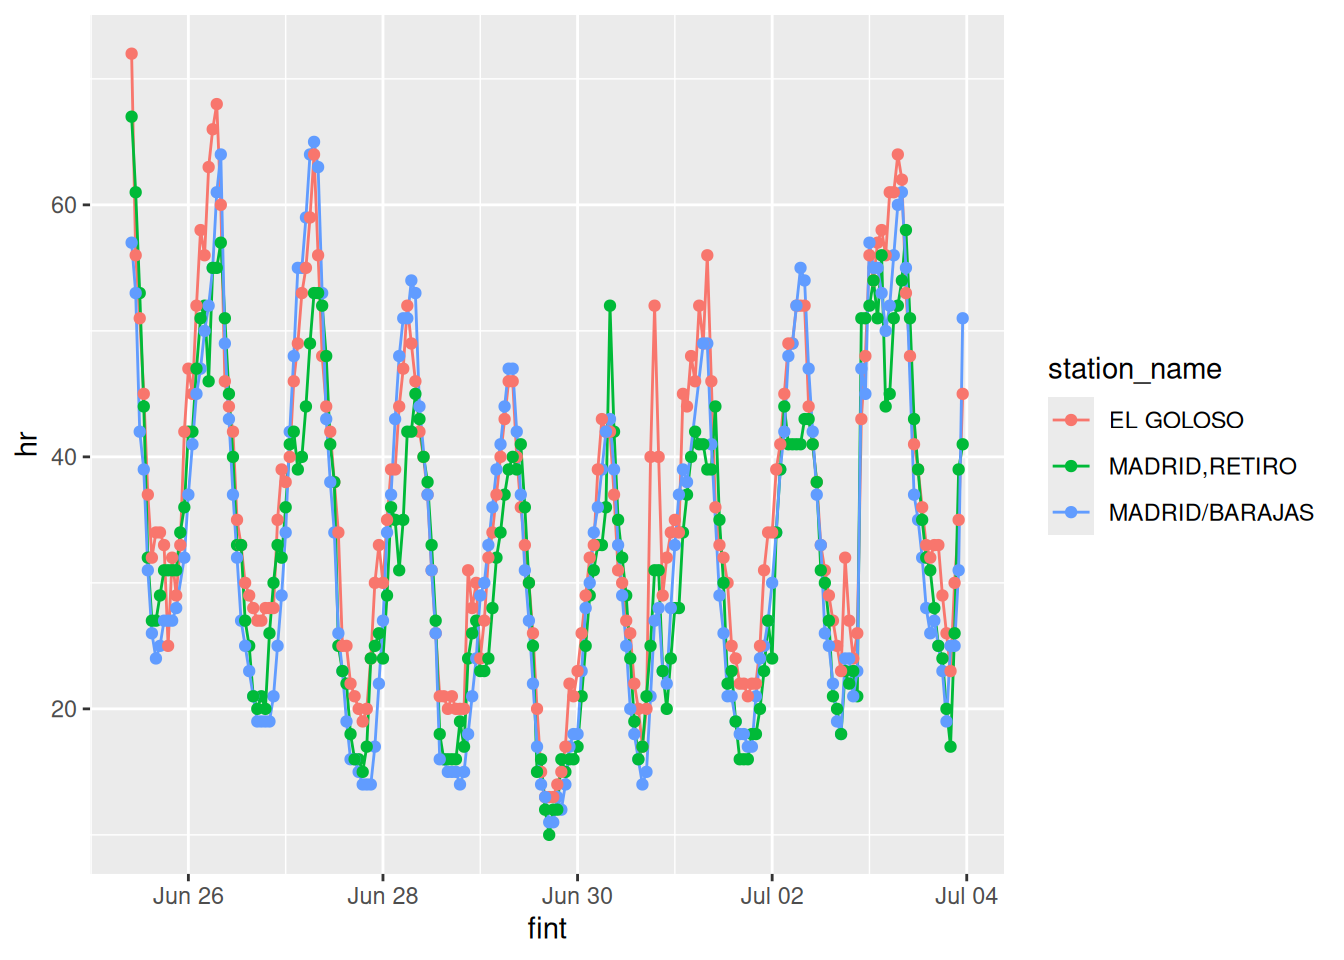 hr
60
40
20
Jun 26
Jun 28
Jun 30
Jul 02
Jul 04
fint
station_name
EL GOLOSO
MADRID,RETIRO
MADRID/BARAJAS